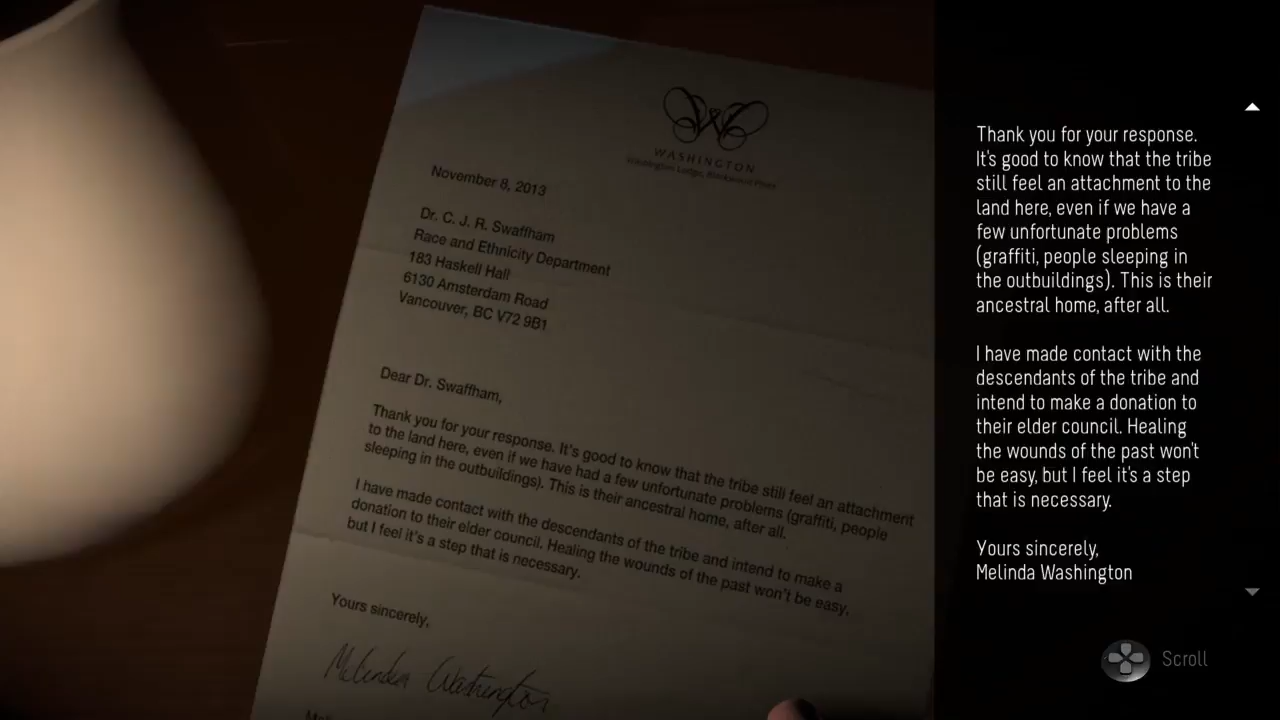 WASHINGTON
Washington Lodge, Blackwood Pines
November 8, 2013
Dr. C. J. R. Swaffham
Race and Ethnicity Department
183 Haskell Hall
6130 Amsterdam Road
Vancouver, BC V72 9B1
Dear Dr. Swaffham,
Thank you for your response. It's good to know that the tribe still feel an attachment
to the land here, even if we have had a few unfortunate problems (graffiti, people
sleeping in the outbuildings). This is their ancestral home, after all.
I have made contact with the descendants of the tribe and intend to make a
donation to their elder council. Healing the wounds of the past won't be easy,
but I feel it's a step that is necessary.
Yours sincerely,
Melinda Washington
Thank you for your response.
It's good to know that the tribe
still feel an attachment to the
land here, even if we have a
few unfortunate problems
(graffiti, people sleeping in
the outbuildings). This is their
ancestral home, after all.
I have made contact with the
descendants of the tribe and
intend to make a donation to
their elder council. Healing
the wounds of the past won't
be easy, but I feel it's a step
that is necessary.
Yours sincerely,
Melinda Washington
Scroll